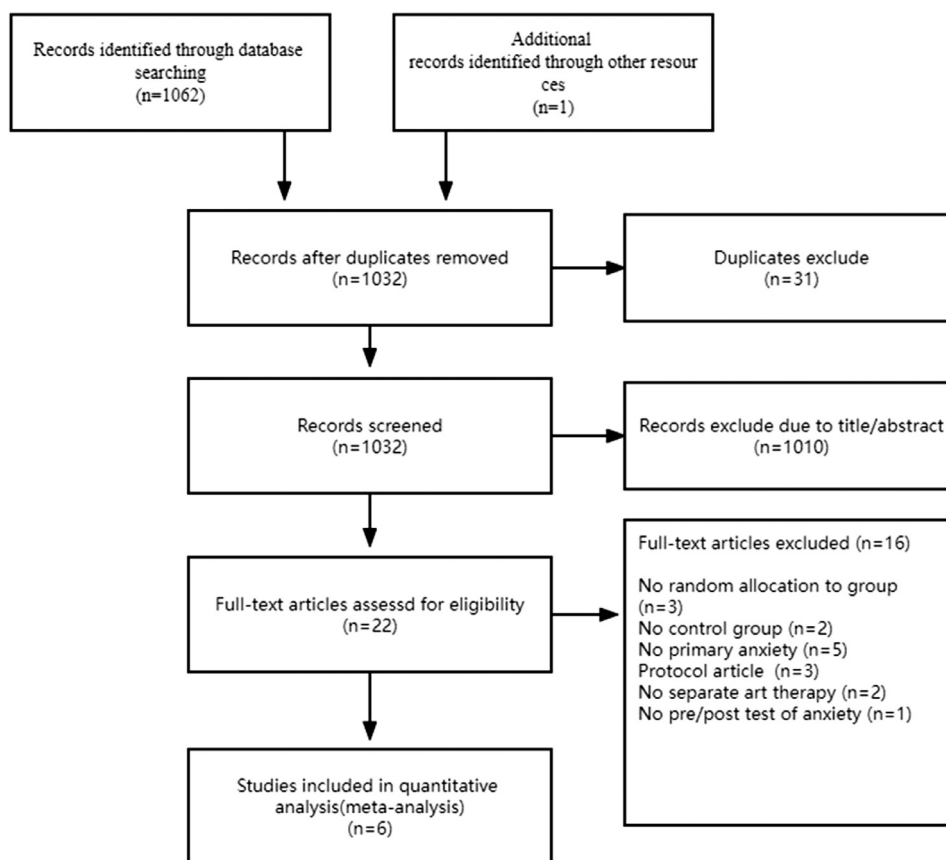 Records identified through database
searching
(n=1062)
Additional
records identified through other resour
ces
(n=1)
Records after duplicates removed
(n=1032)
Duplicates exclude
(n=31)
Records screened
(n=1032)
Records exclude due to title/abstract
(n=1010)
Full-text articles assessd for eligibility
(n=22)
Full-text articles excluded (n=16)
No random allocation to group
(n=3)
No control group (n=2)
No primary anxiety (n=5)
Protocol article (n=3)
No separate art therapy (n=2)
No pre/post test of anxiety (n=1)
Studies included in quantitative
analysis(meta-analysis)
(n=6)